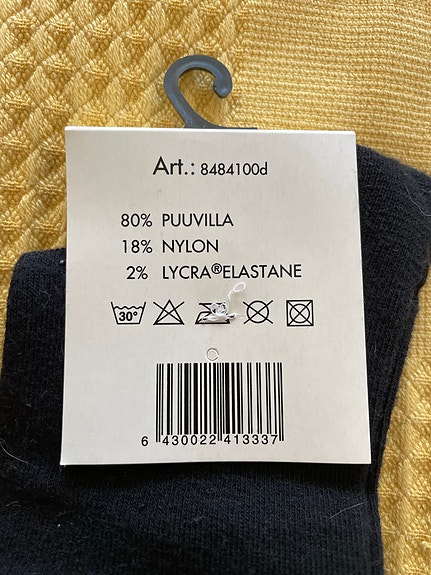 Art.: 8484100d
80% PUUVILLA
18% NYLON
2% LYCRA®ELASTANE
30°
C
6 430022 413337